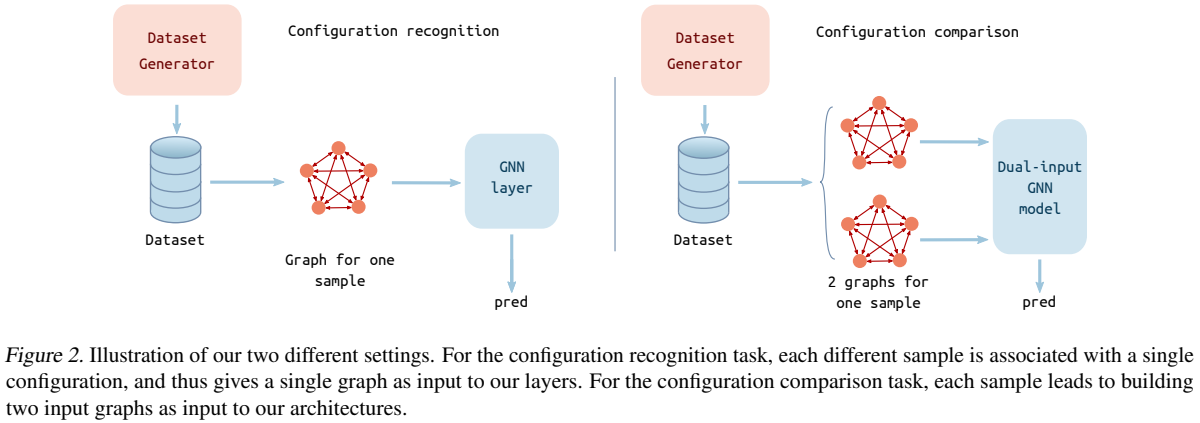 Configuration recognition
Dataset
Generator
Dataset
Graph for one
sample
GNN
layer
pred
Configuration comparison
Dataset
Generator
Dataset
2 graphs for
one sample
Dual-input
GNN
model
pred
Figure 2. Illustration of our two different settings. For the configuration recognition task, each different sample is associated with a single
configuration, and thus gives a single graph as input to our layers. For the configuration comparison task, each sample leads to building
two input graphs as input to our architectures.